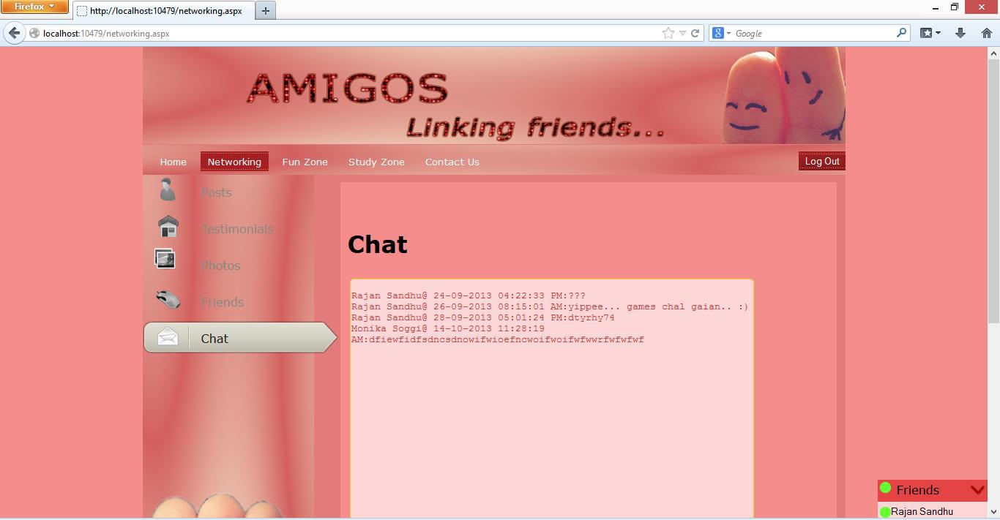 Firefox
http://localhost:10479/networking.aspx
localhost:10479/networking.aspx
Google
AMIGOS
Linking friends...
Home Networking Fun Zone Study Zone Contact Us Log Out
Posts
Testimonials
Photos
Friends
Chat
Chat
Rajan Sandhu@ 24-09-2013 04:22:33 PM:???
Rajan Sandhu@ 26-09-2013 08:15:01 AM:yippee... games chal gaian.. :)
Rajan Sandhu@ 28-09-2013 05:01:24 PM:dtyrhy74
Monika Soggi@ 14-10-2013 11:28:19
AM:dfiewfidfsdncsdnowifwioefncwoifwoifwfwwrfwfwfwf
Friends
Rajan Sandhu